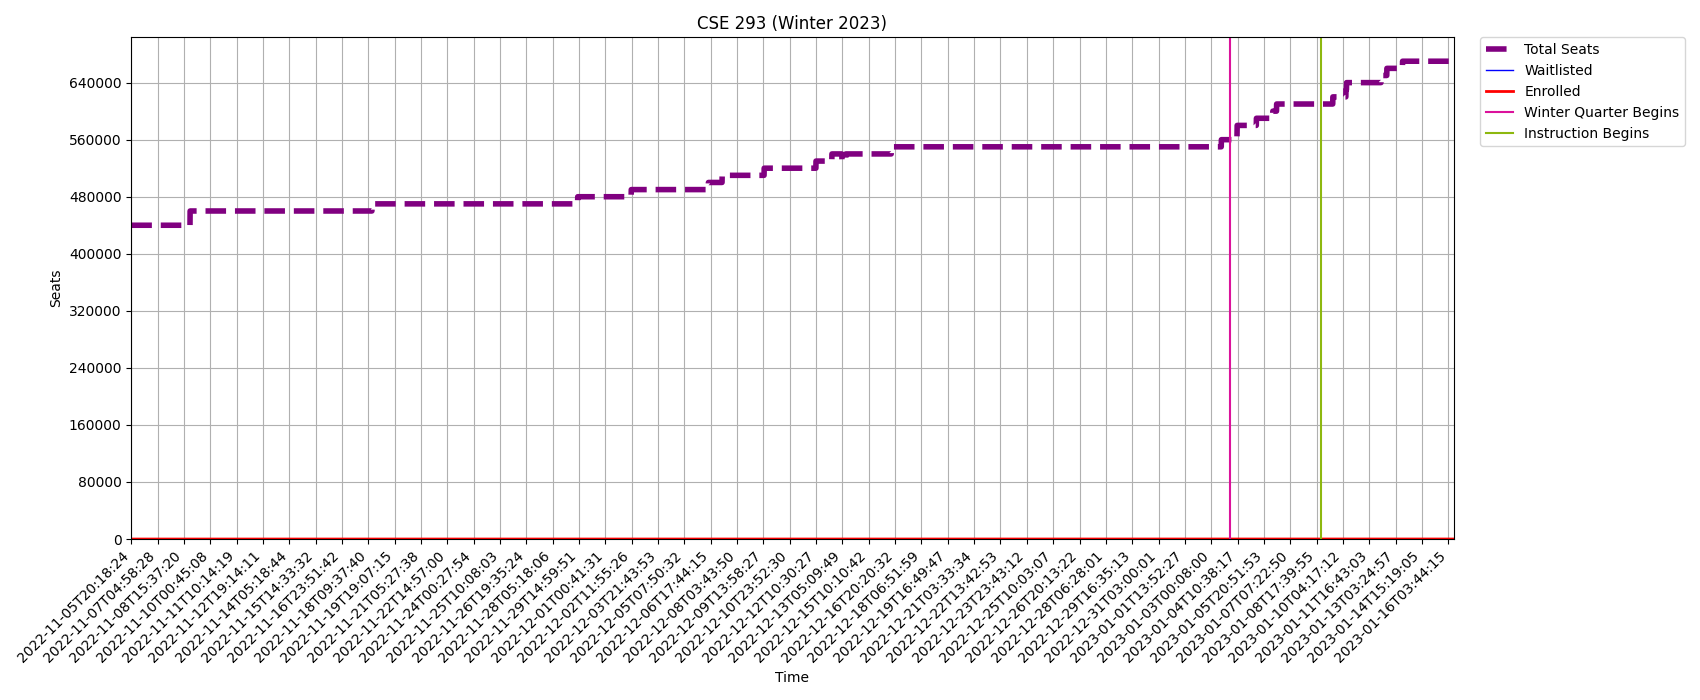 CSE 293 (Winter 2023)
Total Seats
Waitlisted
Enrolled
Winter Quarter Begins
Instruction Begins
Seats
640000
560000
480000
400000
320000
240000
160000
80000
0
2022-11-05T20:18:24
2022-11-07T04:58:28
2022-11-08T15:37:20
2022-11-10T00:45:08
2022-11-11T10:14:19
2022-11-12T19:14:11
2022-11-14T05:18:44
2022-11-15T14:33:32
2022-11-16T23:51:42
2022-11-18T09:37:40
2022-11-19T19:07:15
2022-11-21T05:27:38
2022-11-22T14:57:00
2022-11-24T00:27:54
2022-11-25T10:08:03
2022-11-26T19:35:24
2022-11-28T05:18:06
2022-11-29T14:59:51
2022-12-01T00:41:31
2022-12-02T11:55:26
2022-12-03T21:43:53
2022-12-05T07:50:32
2022-12-06T17:44:15
2022-12-08T03:43:50
2022-12-09T13:58:27
2022-12-10T23:52:30
2022-12-12T10:30:27
2022-12-13T05:09:49
2022-12-15T10:10:42
2022-12-16T20:20:32
2022-12-18T06:51:59
2022-12-19T16:49:47
2022-12-21T03:33:34
2022-12-22T13:42:53
2022-12-23T23:43:12
2022-12-25T10:03:07
2022-12-26T20:13:22
2022-12-28T06:28:01
2022-12-29T16:35:13
2022-12-31T03:00:01
2023-01-01T13:52:27
2023-01-03T00:08:00
2023-01-04T10:38:17
2023-01-05T20:51:53
2023-01-07T07:22:50
2023-01-08T17:39:55
2023-01-10T04:17:12
2023-01-11T16:43:03
2023-01-13T03:24:57
2023-01-14T15:19:05
2023-01-16T03:44:15
Time